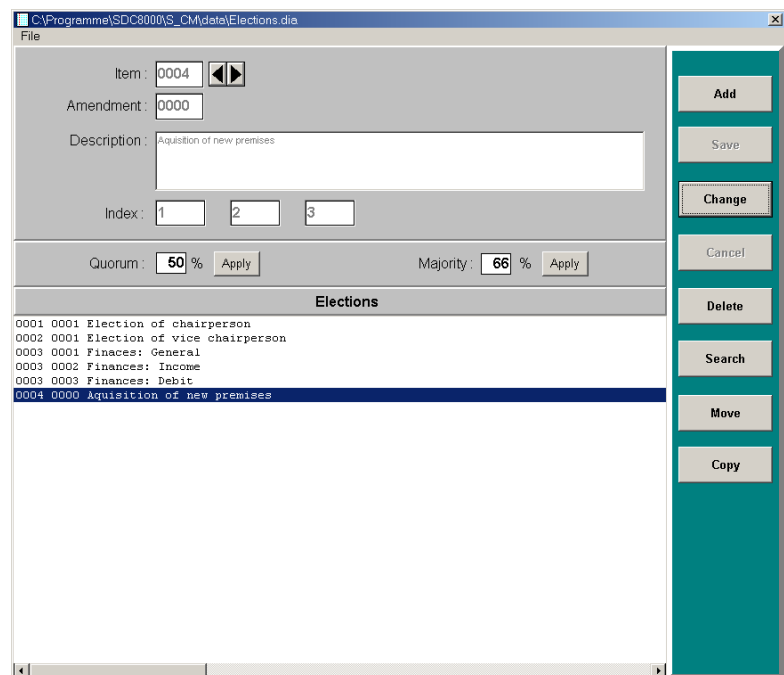 C:\Programme\SDC8000\S_CM\data\Elections.dia
File
Item : 0004
Amendment : 0000
Description : Aquisition of new premises
Index : 1 2 3
Quorum : 50 % Apply Majority : 66 % Apply
Elections
0001 0001 Election of chairperson
0002 0001 Election of vice chairperson
0003 0001 Finaces: General
0003 0002 Finances: Income
0003 0003 Finances: Debit
0004 0000 Aquisition of new premises
Add
Save
Change
Cancel
Delete
Search
Move
Copy